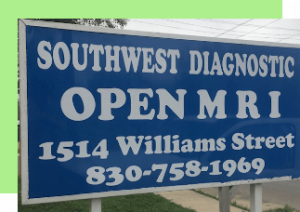 SOUTHWEST DIAGNOSTIC
OPEN M R I
1514 Williams Street
830-758-1969